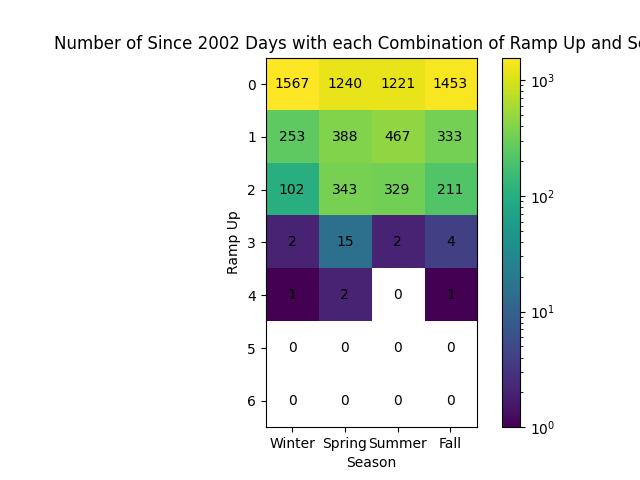 Number of Since 2002 Days with each Combination of Ramp Up and Se
0 1567 1240 1221 1453
1 253 388 467 333
2 102 343 329 211
3 2 15 2 4
4 1 2 0 1
5 0 0 0 0
6 0 0 0 0
Ramp Up
Winter Spring Summer Fall
Season
10³
10²
10¹
10⁰